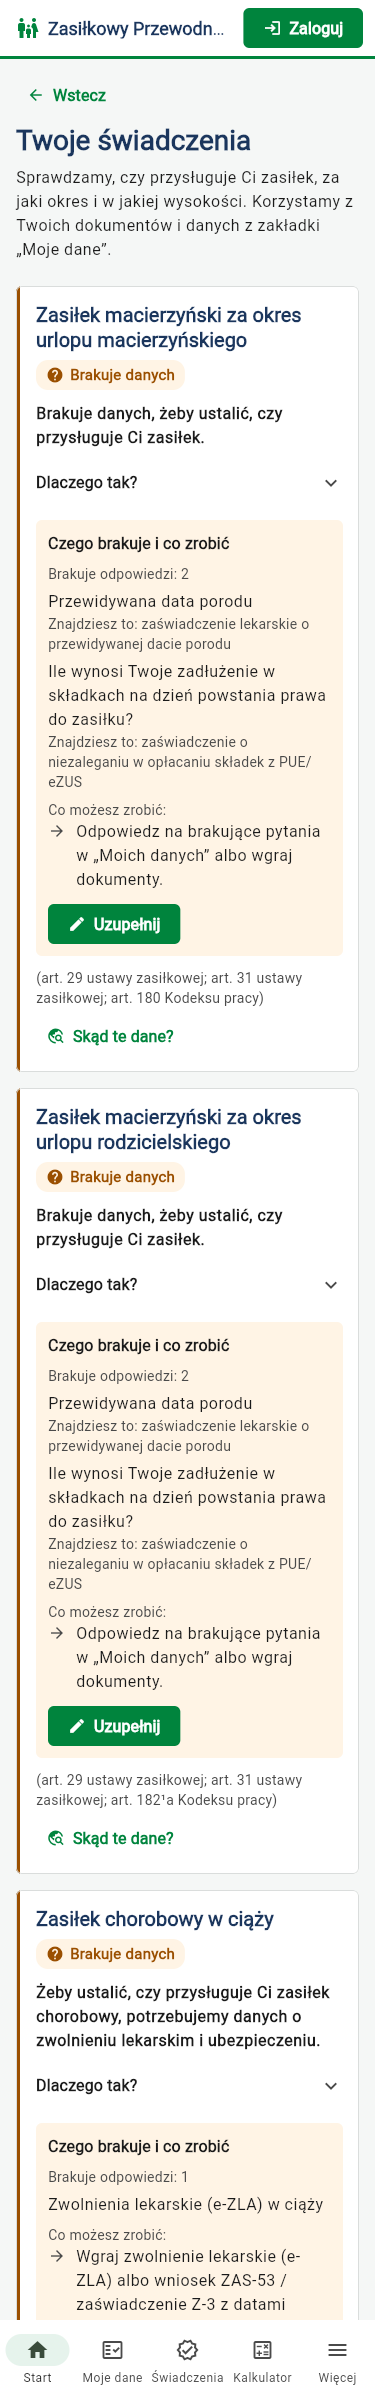 Zasiłkowy Przewodn...
Zaloguj
Wstecz
Twoje świadczenia
Sprawdzamy, czy przysługuje Ci zasiłek, za
jaki okres i w jakiej wysokości. Korzystamy z
Twoich dokumentów i danych z zakładki
„Moje dane”.
Zasiłek macierzyński za okres
urlopu macierzyńskiego
Brakuje danych
Brakuje danych, żeby ustalić, czy
przysługuje Ci zasiłek.
Dlaczego tak?
Czego brakuje i co zrobić
Brakuje odpowiedzi: 2
Przewidywana data porodu
Znajdziesz to: zaświadczenie lekarskie o
przewidywanej dacie porodu
Ile wynosi Twoje zadłużenie w
składkach na dzień powstania prawa
do zasiłku?
Znajdziesz to: zaświadczenie o
niezaleganiu w opłacaniu składek z PUE/
eZUS
Co możesz zrobić:
Odpowiedz na brakujące pytania
w „Moich danych” albo wgraj
dokumenty.
Uzupełnij
(art. 29 ustawy zasiłkowej; art. 31 ustawy
zasiłkowej; art. 180 Kodeksu pracy)
Skąd te dane?
Zasiłek macierzyński za okres
urlopu rodzicielskiego
Brakuje danych
Brakuje danych, żeby ustalić, czy
przysługuje Ci zasiłek.
Dlaczego tak?
Czego brakuje i co zrobić
Brakuje odpowiedzi: 2
Przewidywana data porodu
Znajdziesz to: zaświadczenie lekarskie o
przewidywanej dacie porodu
Ile wynosi Twoje zadłużenie w
składkach na dzień powstania prawa
do zasiłku?
Znajdziesz to: zaświadczenie o
niezaleganiu w opłacaniu składek z PUE/
eZUS
Co możesz zrobić:
Odpowiedz na brakujące pytania
w „Moich danych” albo wgraj
dokumenty.
Uzupełnij
(art. 29 ustawy zasiłkowej; art. 31 ustawy
zasiłkowej; art. 182¹a Kodeksu pracy)
Skąd te dane?
Zasiłek chorobowy w ciąży
Brakuje danych
Żeby ustalić, czy przysługuje Ci zasiłek
chorobowy, potrzebujemy danych o
zwolnieniu lekarskim i ubezpieczeniu.
Dlaczego tak?
Czego brakuje i co zrobić
Brakuje odpowiedzi: 1
Zwolnienia lekarskie (e-ZLA) w ciąży
Co możesz zrobić:
Wgraj zwolnienie lekarskie (e-
ZLA) albo wniosek ZAS-53 /
zaświadczenie Z-3 z datami
Start
Moje dane
Świadczenia
Kalkulator
Więcej